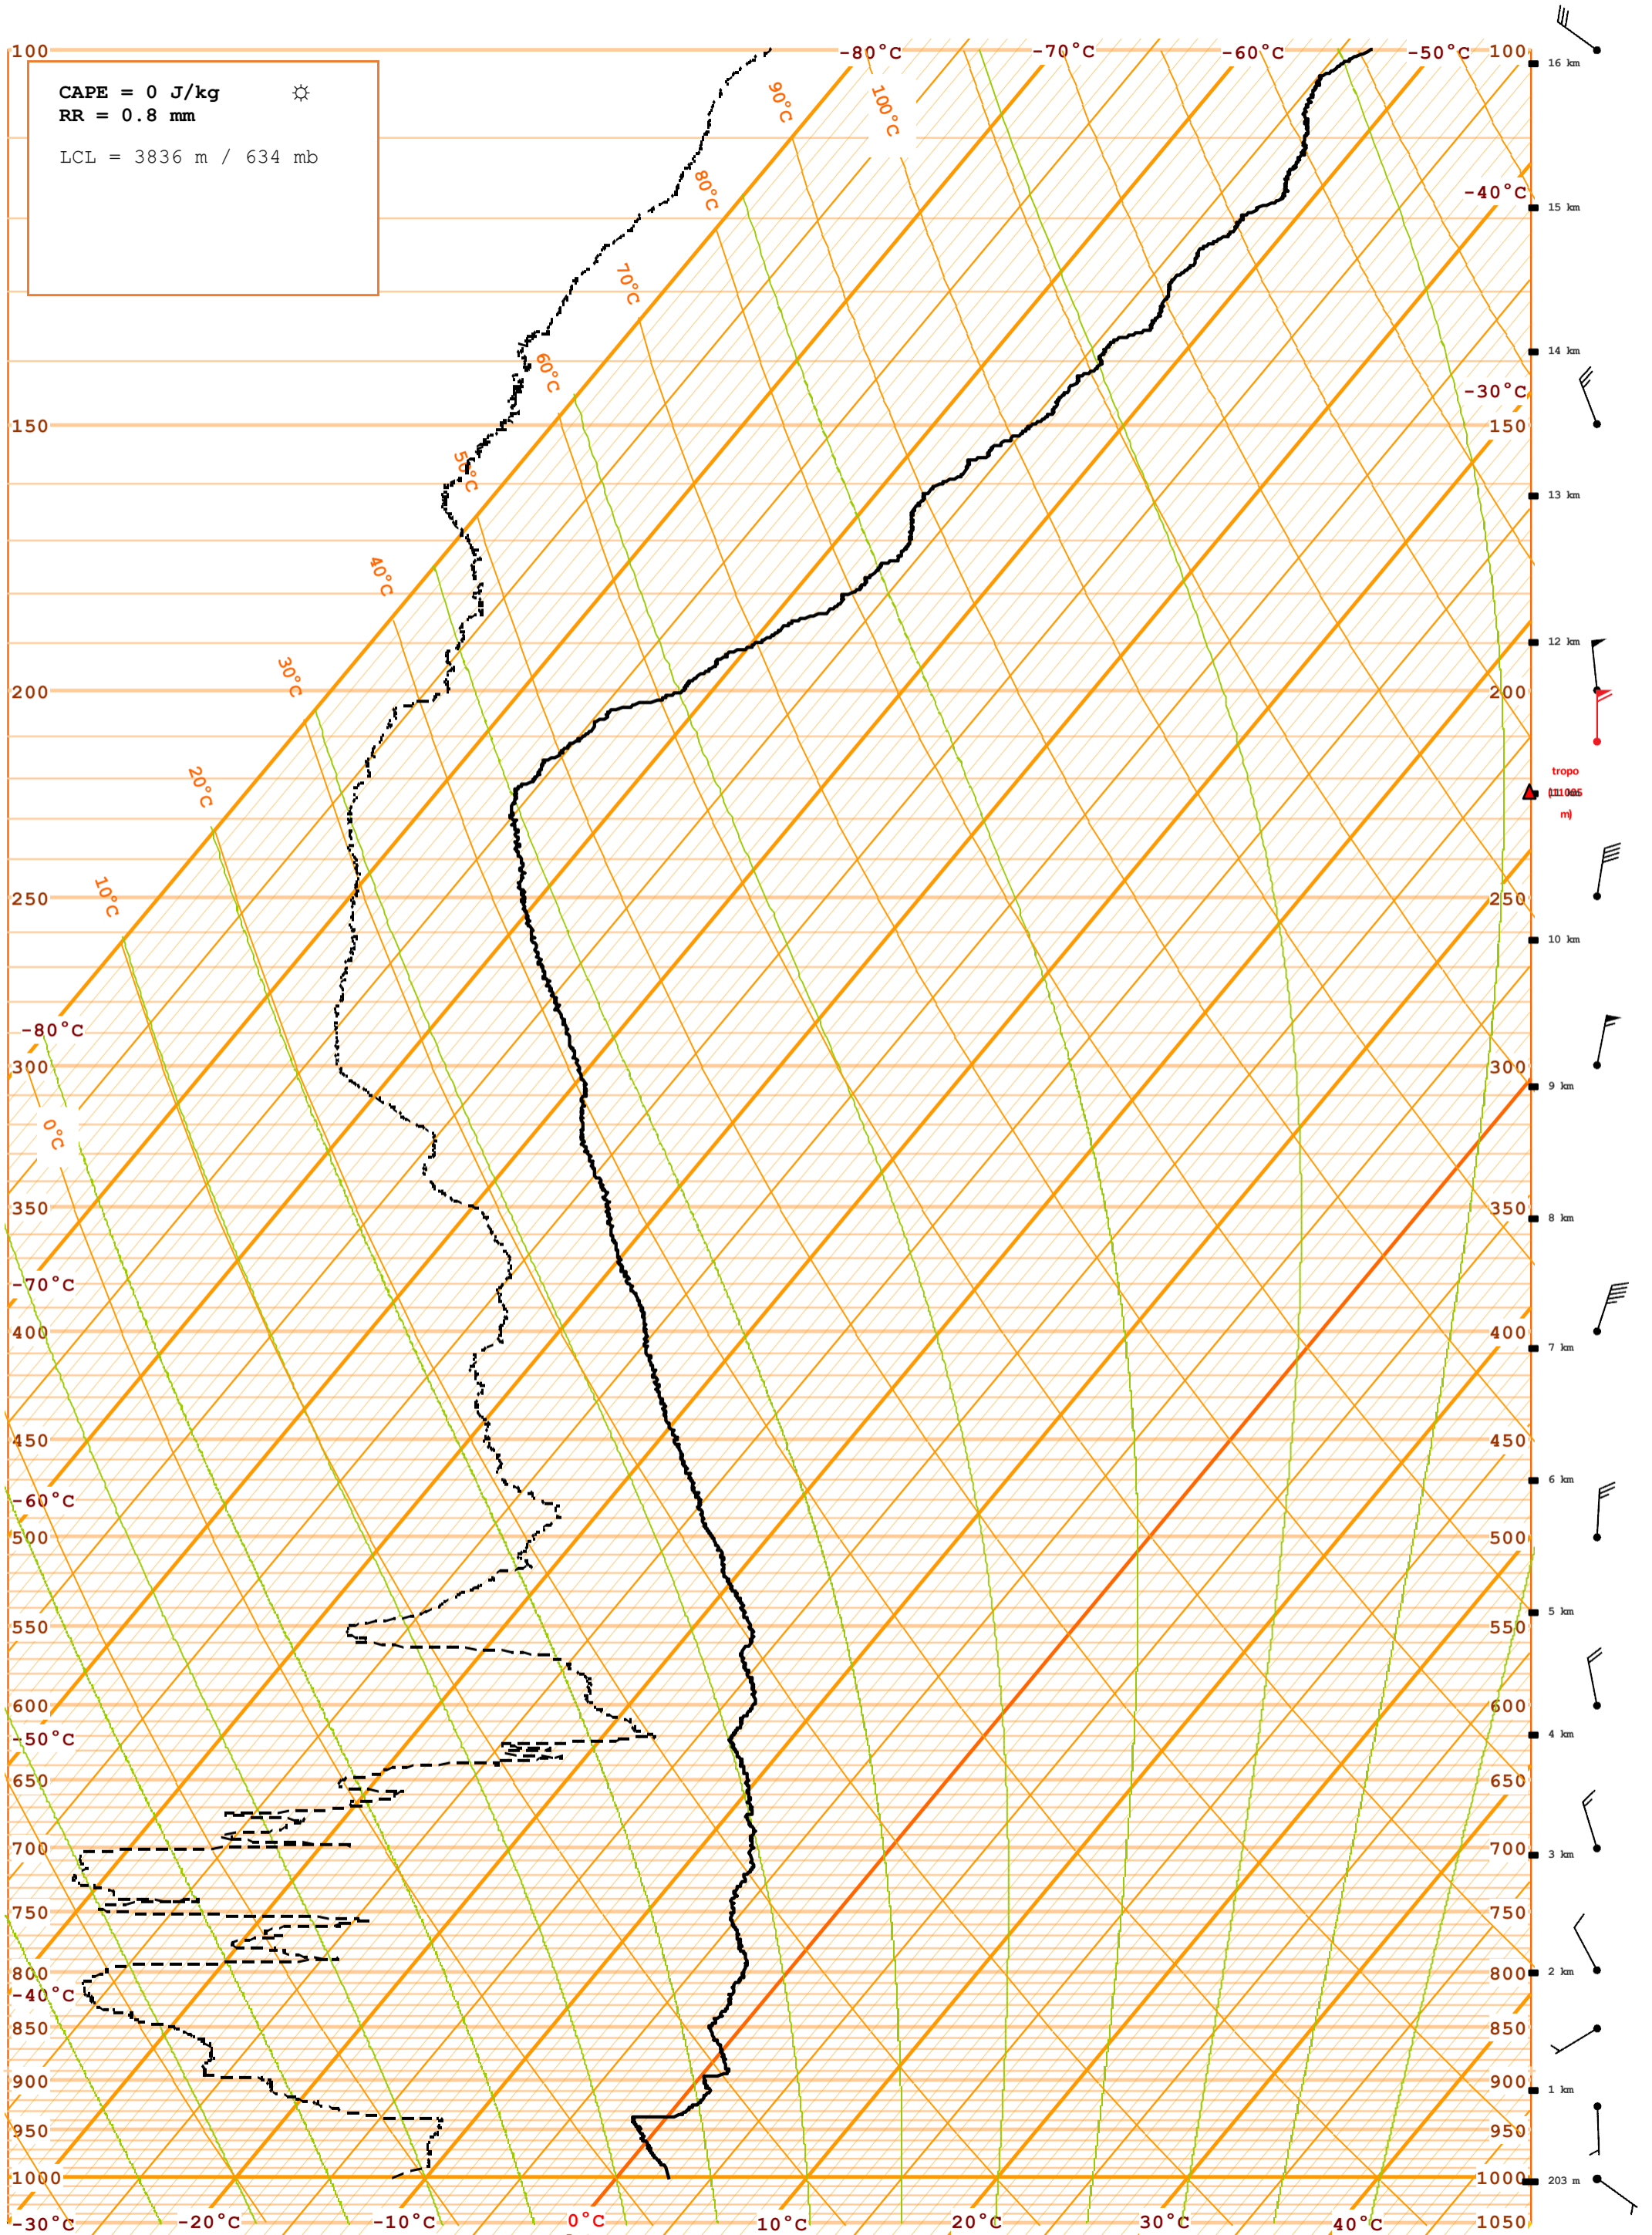 100
-80°C
-70°C
-60°C
-50°C
100
16 km
CAPE = 0 J/kg
RR = 0.8 mm
LCL = 3836 m / 634 mb
90°C
100°C
80°C
-40°C
15 km
70°C
14 km
60°C
-30°C
150
150
50°C
13 km
40°C
12 km
30°C
200
200
20°C
tropo
m)
10°C
250
250
10 km
-80°C
300
300
9 km
0°C
350
350
8 km
-70°C
400
400
7 km
450
450
6 km
-60°C
500
500
5 km
550
550
600
600
4 km
-50°C
650
650
700
700
3 km
750
750
800
800
2 km
-40°C
850
850
900
900
1 km
950
950
1000
1000
203 m
-30°C
-20°C
-10°C
0°C
10°C
20°C
30°C
40°C
1050